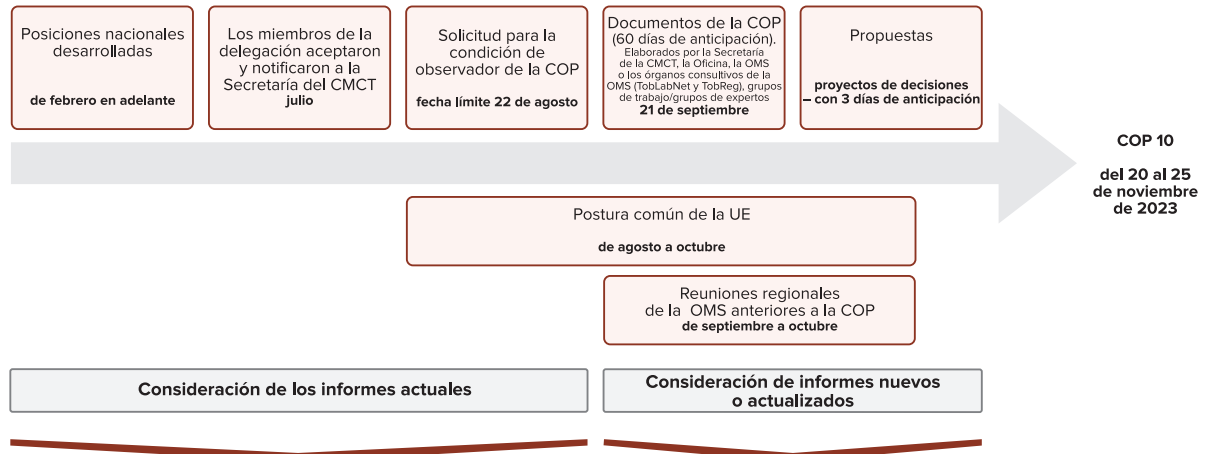 Posiciones nacionales
desarrolladas
de febrero en adelante
Los miembros de la
delegación aceptaron
y notificaron a la
Secretaría del CMCT
julio
Solicitud para la
condición de
observador de la COP
fecha límite 22 de agosto
Documentos de la COP
(60 días de anticipación).
Elaborados por la Secretaría
de la CMCT, la Oficina, la OMS
o los órganos consultivos de la
OMS (TobLabNet y TobReg), grupos
de trabajo/grupos de expertos
21 de septiembre
Propuestas
proyectos de decisiones
– con 3 días de anticipación
COP 10
del 20 al 25
de noviembre
de 2023
Postura común de la UE
de agosto a octubre
Reuniones regionales
de la OMS anteriores a la COP
de septiembre a octubre
Consideración de los informes actuales
Consideración de informes nuevos
o actualizados